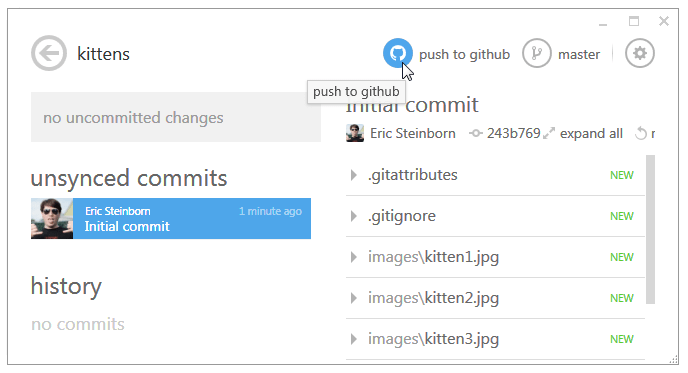 kittens
push to github
master
push to github
no uncommitted changes
unsynced commits
Eric Steinborn
1 minute ago
Initial commit
history
no commits
Initial commit
Eric Steinborn
243b769
expand all
.gitattributes
NEW
.gitignore
NEW
images\kitten1.jpg
NEW
images\kitten2.jpg
NEW
images\kitten3.jpg
NEW